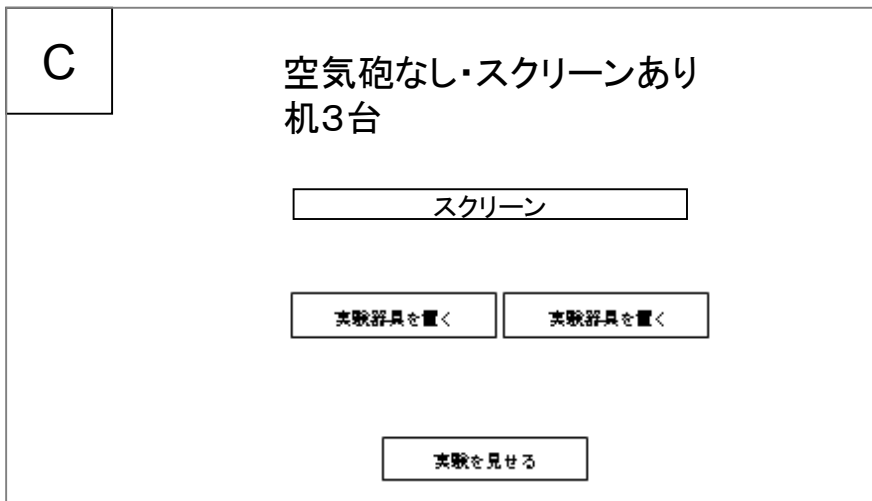 C
空気砲なし・スクリーンあり
机3台
スクリーン
実験器具を置く 実験器具を置く
実験を見せる